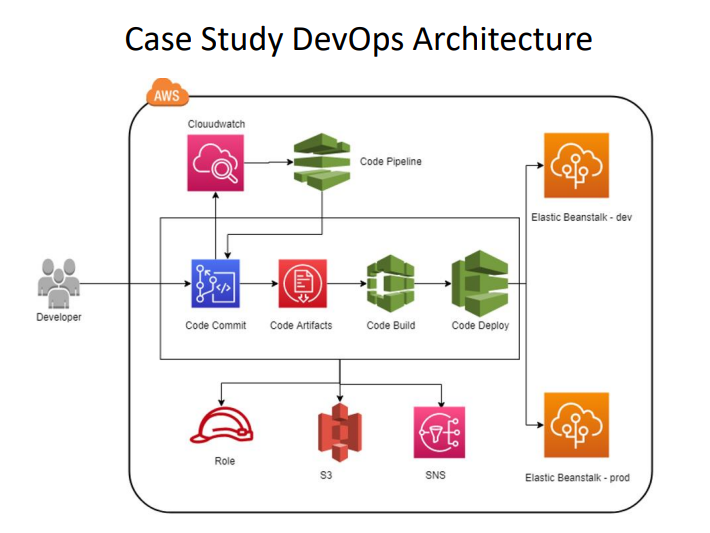 Case Study DevOps Architecture
AWS
Clouudwatch
Code Pipeline
Elastic Beanstalk - dev
Developer
Code Commit
Code Artifacts
Code Build
Code Deploy
Role
S3
SNS
Elastic Beanstalk - prod